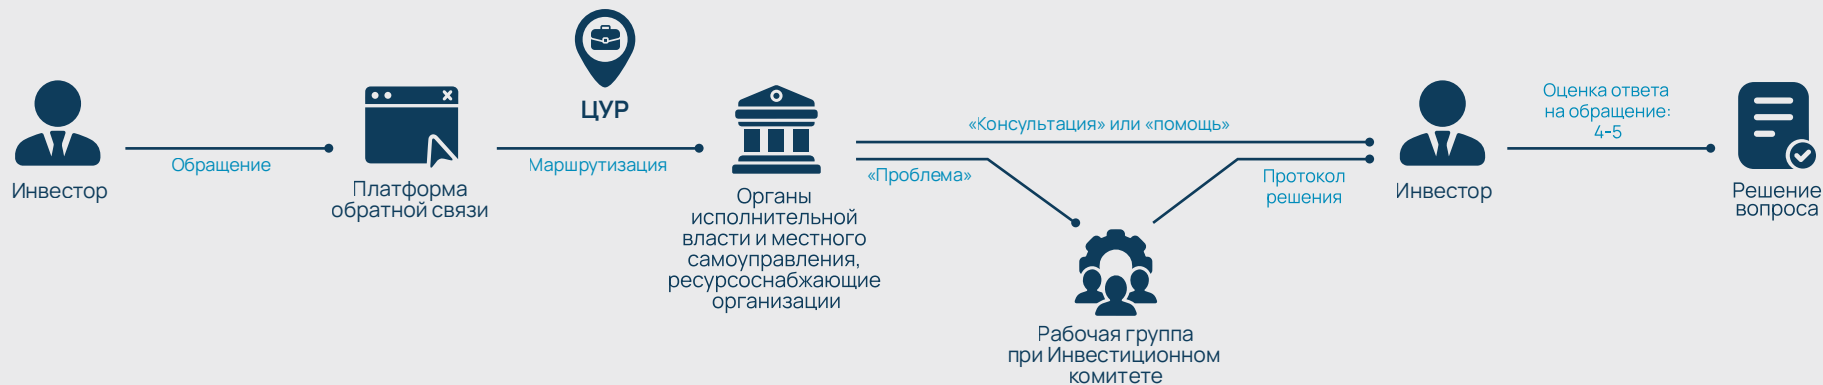 Инвестор
Обращение
Платформа
обратной связи
ЦУР
Маршрутизация
Органы
исполнительной
власти и местного
самоуправления,
ресурсоснабжающие
организации
«Консультация» или «помощь»
«Проблема»
Рабочая группа
при Инвестиционном
комитете
Протокол
решения
Инвестор
Оценка ответа
на обращение:
4-5
Решение
вопроса